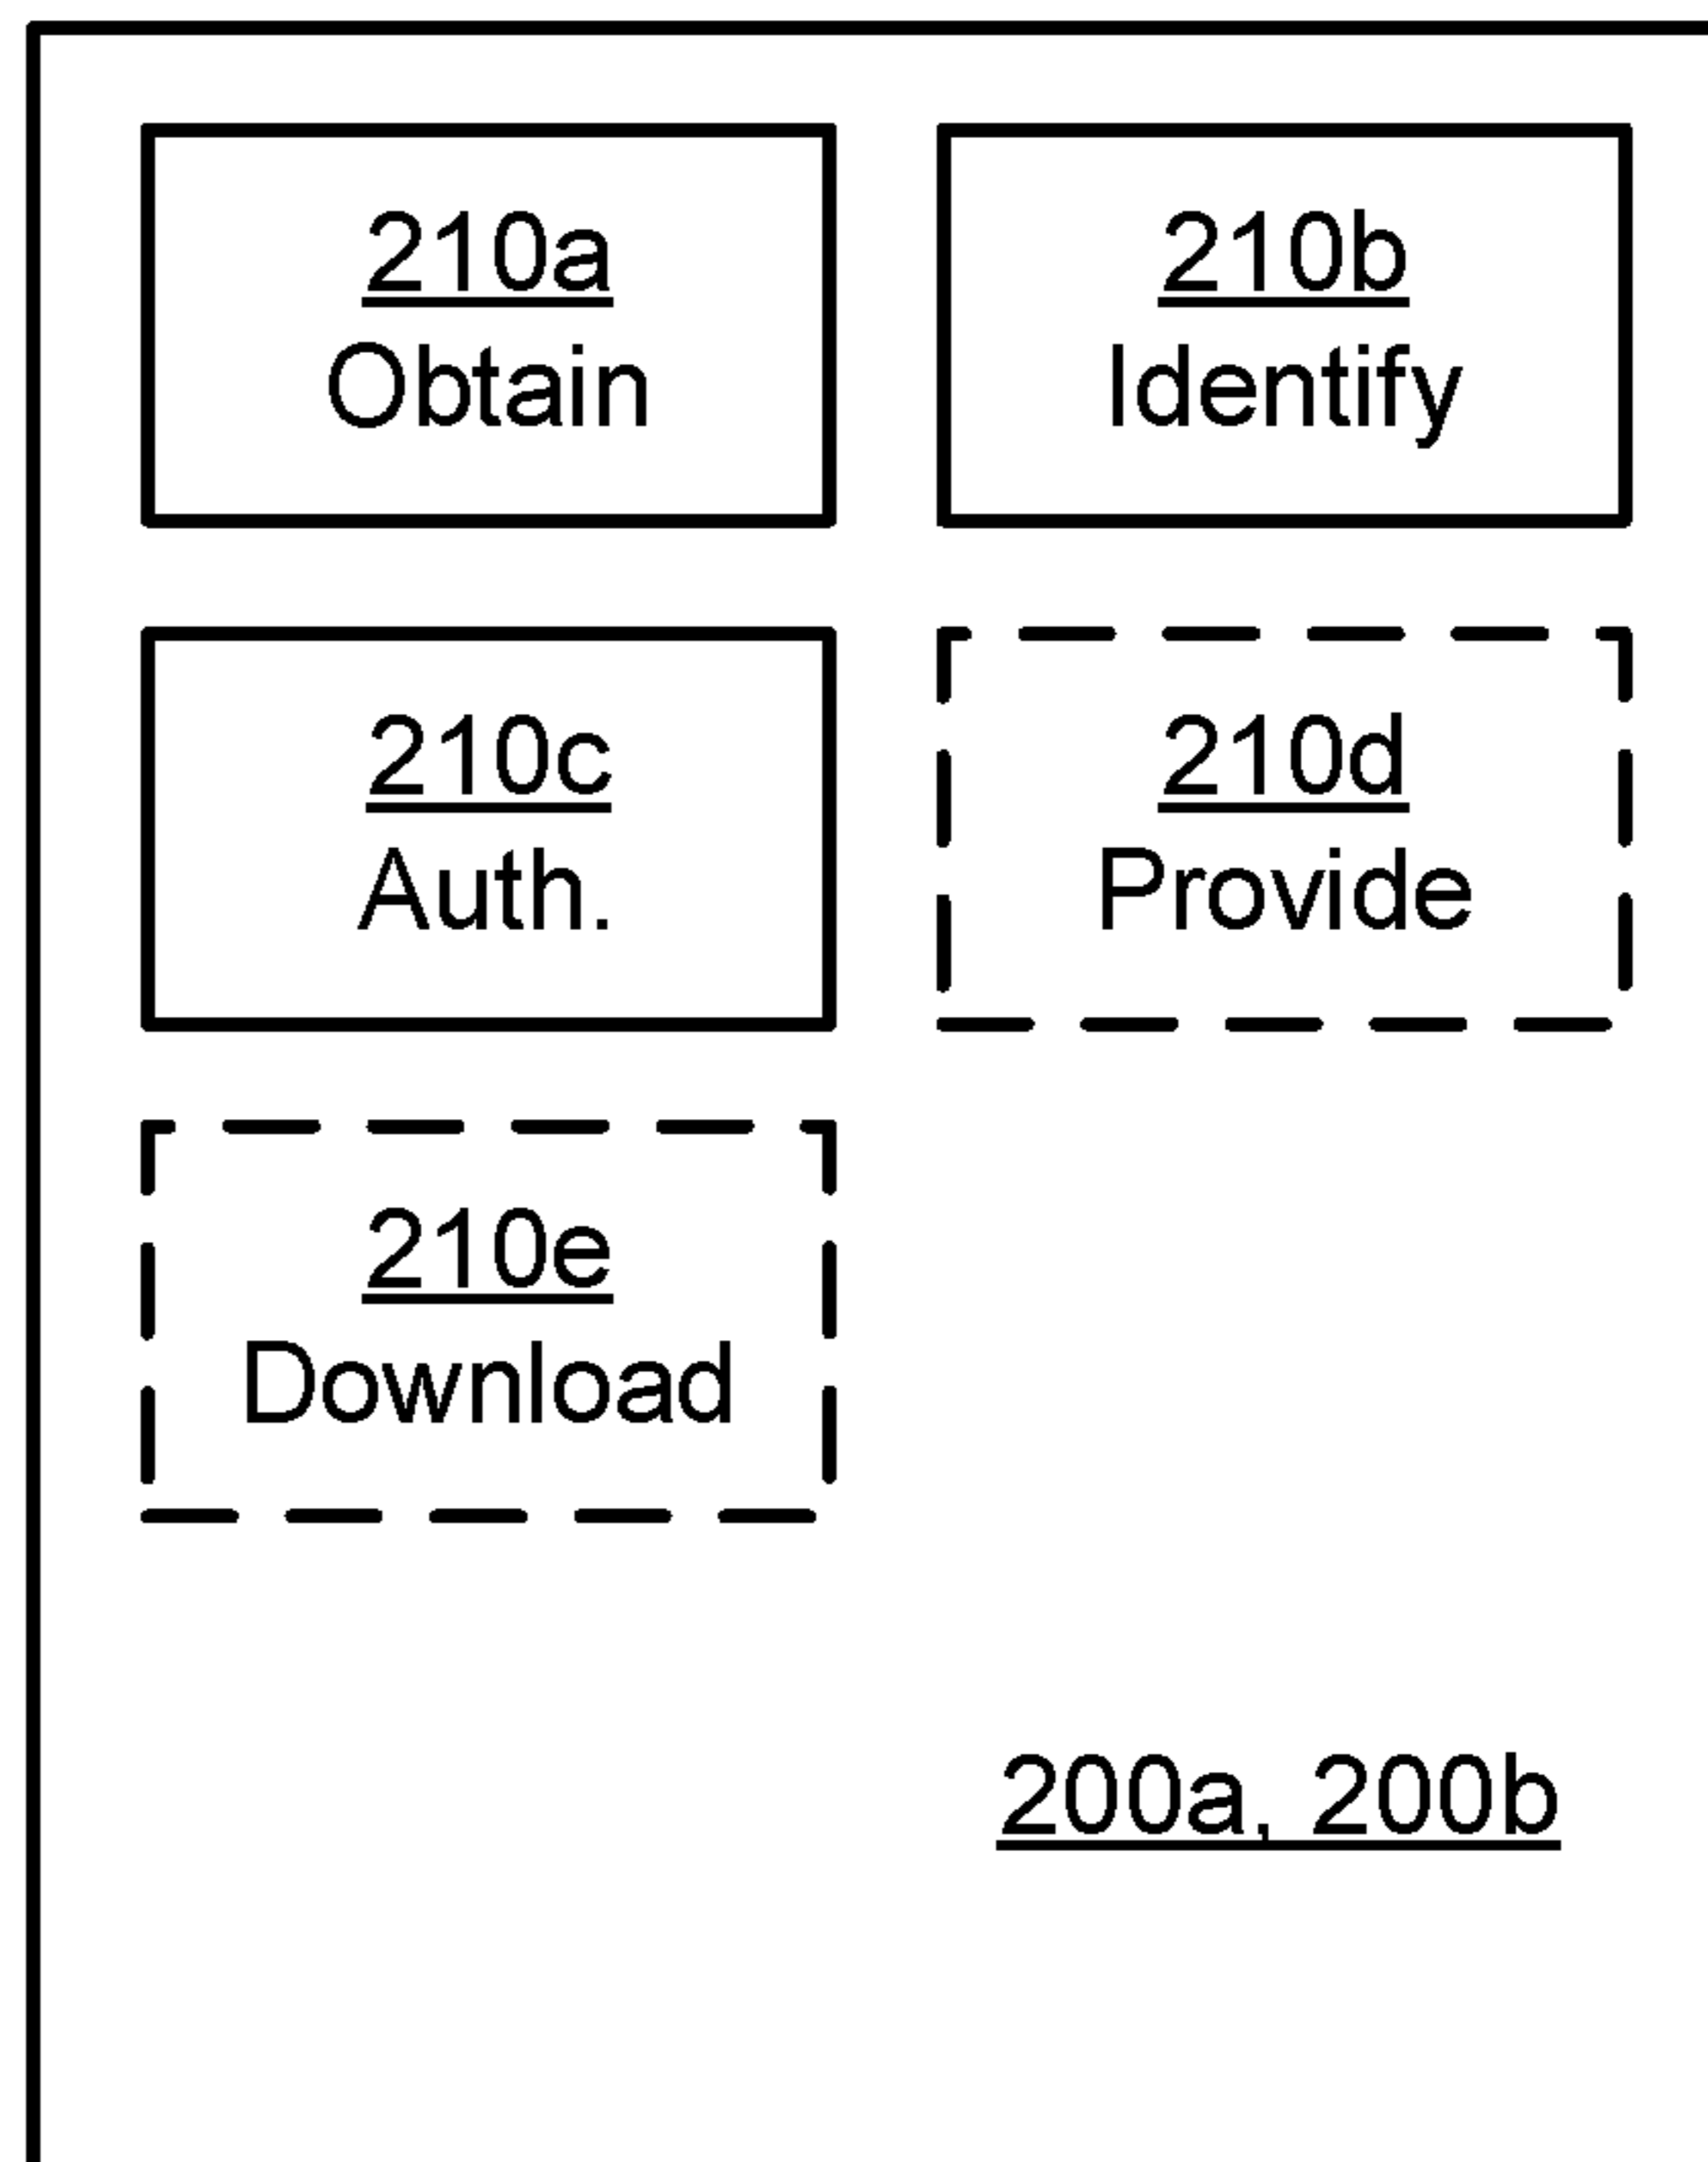 210a
Obtain
210b
Identify
210c
Auth.
210d
Provide
210e
Download
200a, 200b